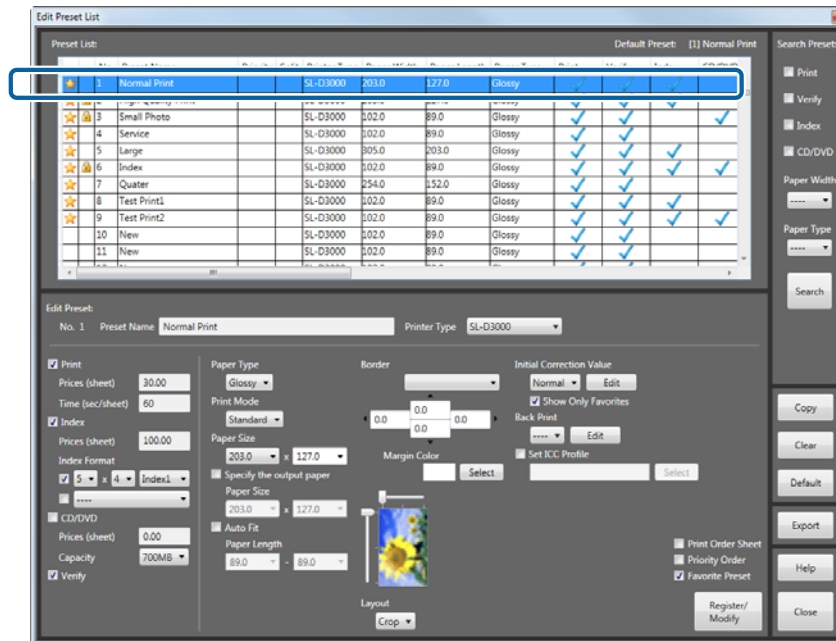 Edit Preset List
Preset List: Default Preset: [1] Normal Print
1 Normal Print SL-D3000 203.0 127.0 Glossy
3 Small Photo SL-D3000 102.0 89.0 Glossy
4 Service SL-D3000 102.0 89.0 Glossy
5 Large SL-D3000 305.0 203.0 Glossy
6 Index SL-D3000 102.0 89.0 Glossy
7 Quater SL-D3000 254.0 152.0 Glossy
8 Test Print1 SL-D3000 102.0 89.0 Glossy
9 Test Print2 SL-D3000 102.0 89.0 Glossy
10 New SL-D3000 102.0 89.0 Glossy
11 New SL-D3000 102.0 89.0 Glossy
Search Preset
Print
Verify
Index
CD/DVD
Paper Width
----
Paper Type
----
Search
Edit Preset:
No. 1 Preset Name Normal Print Printer Type SL-D3000
Print
Prices (sheet) 30.00
Time (sec/sheet) 60
Index
Prices (sheet) 100.00
Index Format
5 x 4 Index1
----
CD/DVD
Prices (sheet) 0.00
Capacity 700MB
Verify
Paper Type
Glossy
Print Mode
Standard
Paper Size
203.0 x 127.0
Specify the output paper
Paper Size
203.0 x 127.0
Auto Fit
Paper Length
89.0 - 89.0
Border
0.0
0.0 0.0
0.0
Margin Color
Select
Layout
Crop
Initial Correction Value
Normal Edit
Show Only Favorites
Back Print
---- Edit
Set ICC Profile
Select
Print Order Sheet
Priority Order
Favorite Preset
Register/
Modify
Copy
Clear
Default
Export
Help
Close